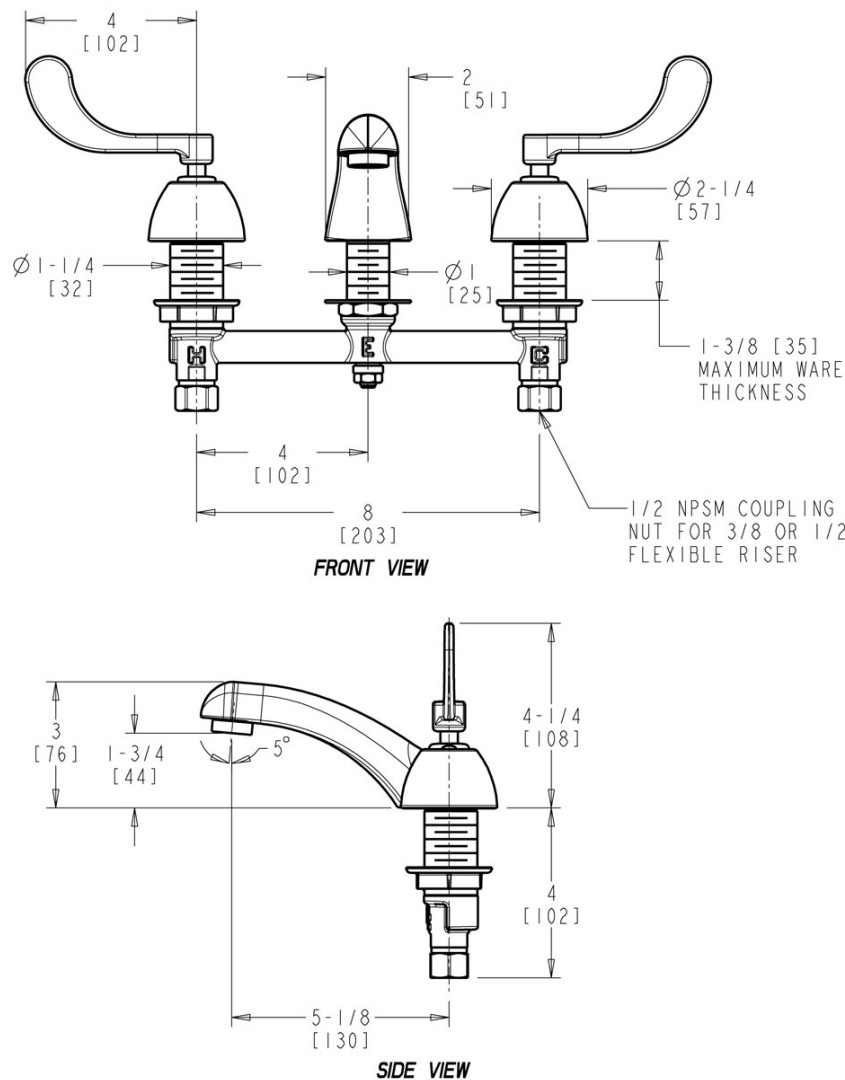 4
[102]
2
[51]
Ø2-1/4
[57]
Ø1-1/4
[32]
Ø1
[25]
1-3/8 [35]
MAXIMUM WARE
THICKNESS
H
E
C
4
[102]
8
[203]
1/2 NPSM COUPLING
NUT FOR 3/8 OR 1/2
FLEXIBLE RISER
FRONT VIEW
3
[76]
1-3/4
[44]
5°
4-1/4
[108]
4
[102]
5-1/8
[130]
SIDE VIEW